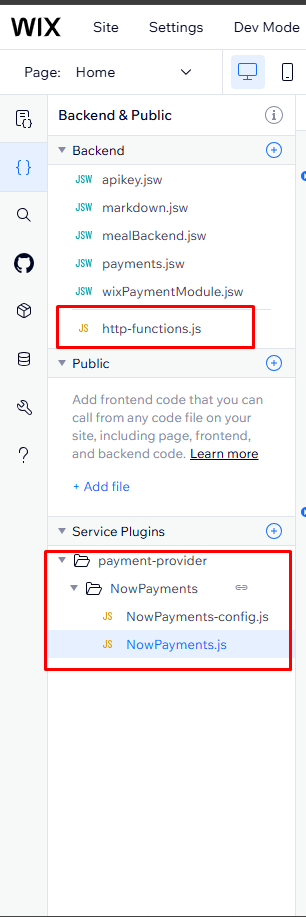 WIX Site Settings Dev Mode
Page: Home
Backend & Public
Backend
JSW apikey.jsw
JSW markdown.jsw
JSW mealBackend.jsw
JSW payments.jsw
JSW wixPaymentModule.jsw
JS http-functions.js
Public
Add frontend code that you can
call from any code file on your
site, including page, frontend,
and backend code. Learn more
+ Add file
Service Plugins
payment-provider
NowPayments
JS NowPayments-config.js
JS NowPayments.js